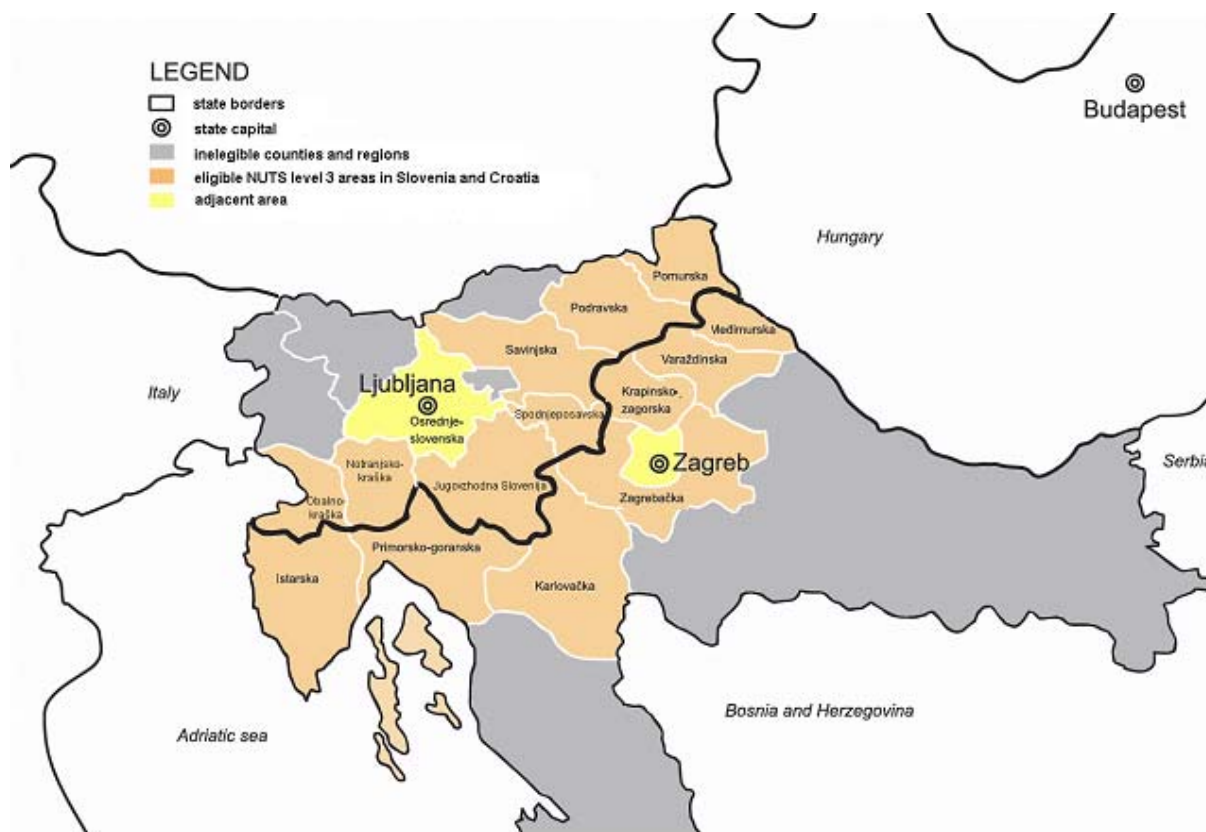 LEGEND
state borders
state capital
inelegible counties and regions
eligible NUTS level 3 areas in Slovenia and Croatia
adjacent area
Budapest
Hungary
Pomurska
Podravska
Međimurska
Savinjska
Varaždinska
Italy
Ljubljana
Krapinsko-
zagorska
Spodnjeposavska
Osrednje-
slovenska
Zagreb
Serbia
Notranjsko-
kraška
Jugovzhodna Slovenija
Zagrebačka
Obalno-
kraška
Primorsko-goranska
Istarska
Karlovačka
Bosnia and Herzegovina
Adriatic sea